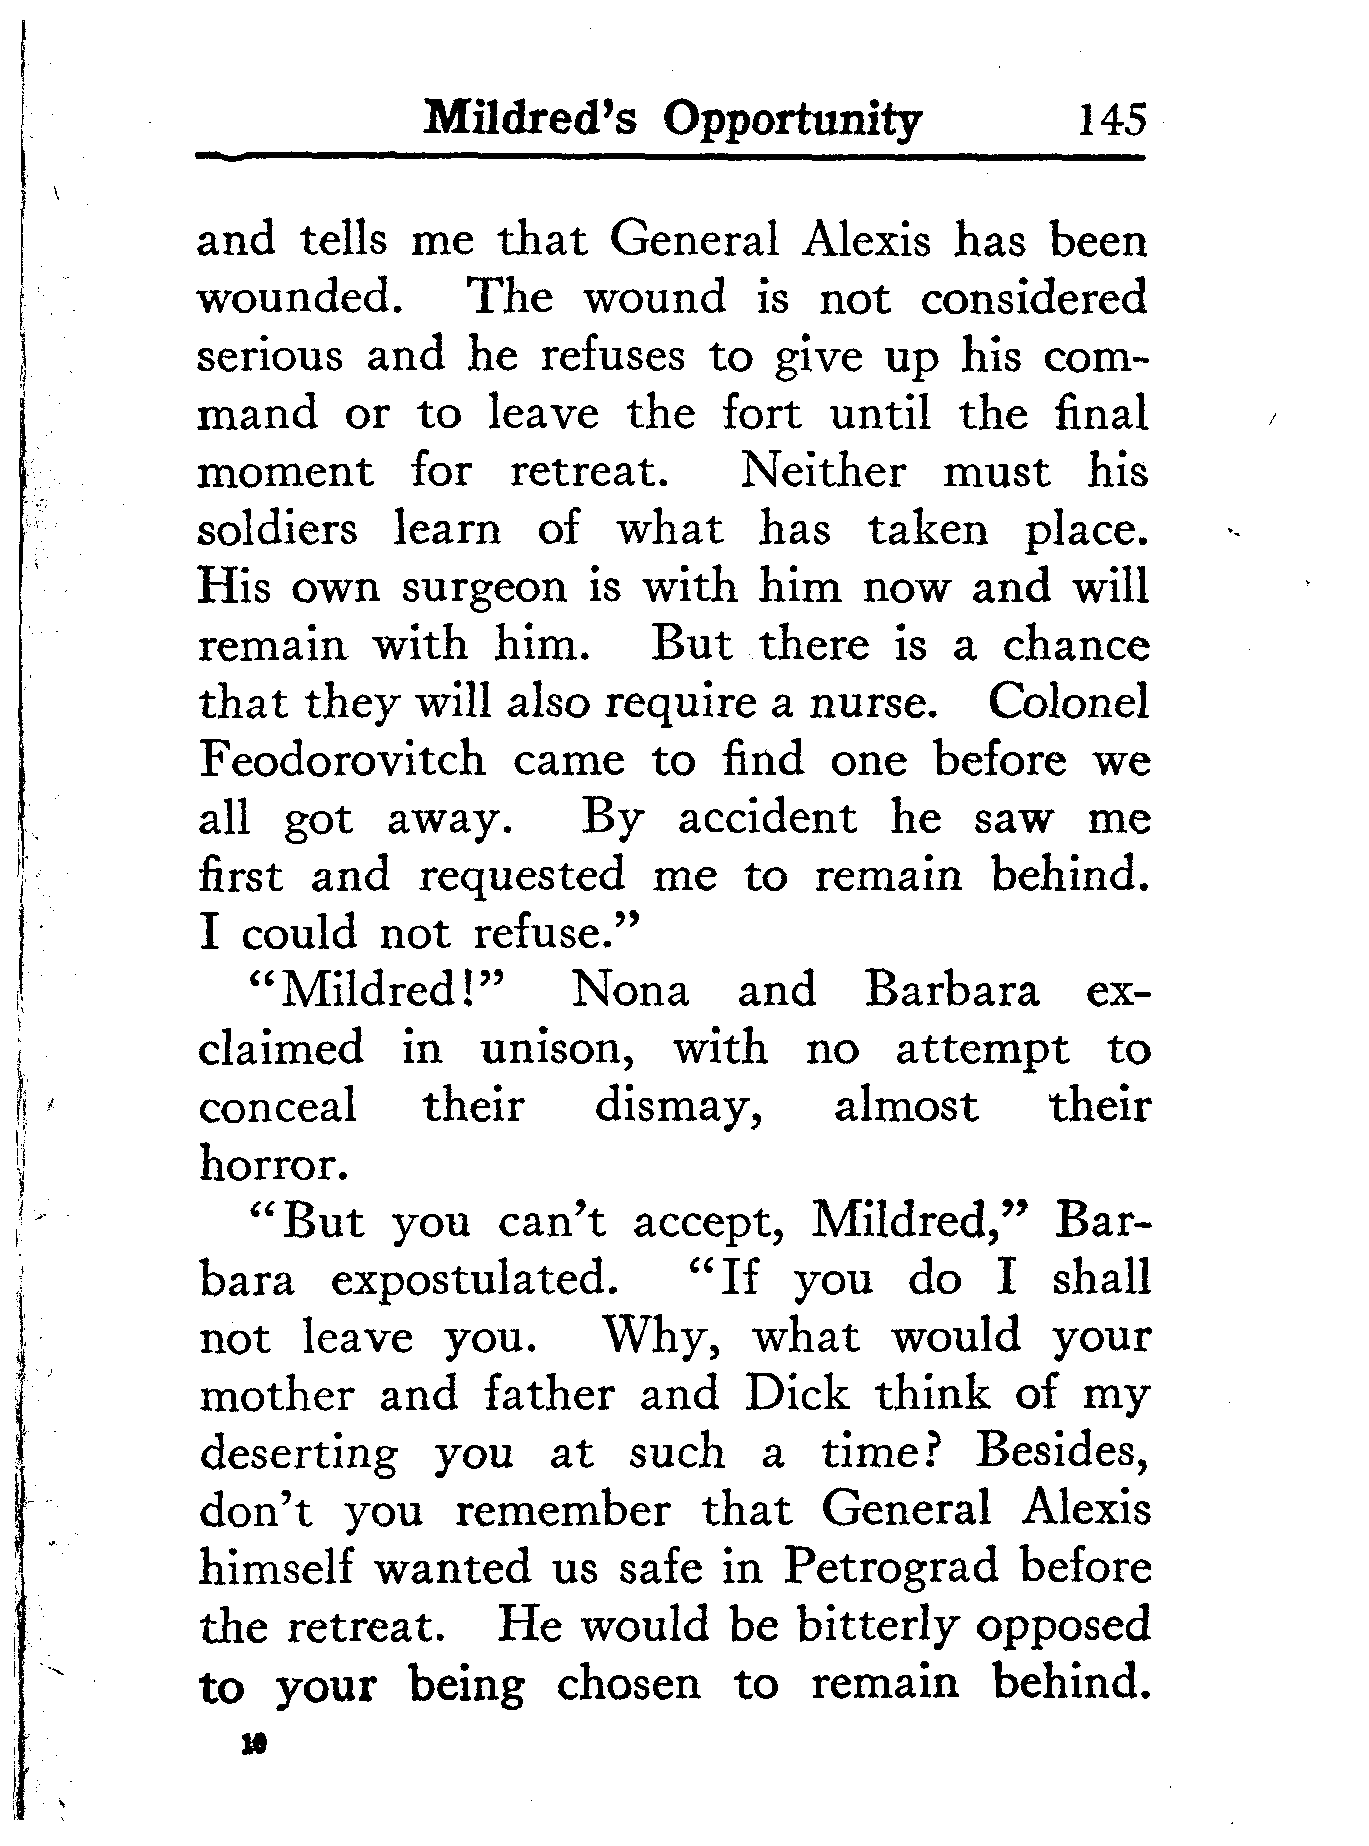 Mildred's Opportunity 145
and tells me that General Alexis has been
wounded. The wound is not considered
serious and he refuses to give up his com-
mand or to leave the fort until the final
moment for retreat. Neither must his
soldiers learn of what has taken place.
His own surgeon is with him now and will
remain with him. But there is a chance
that they will also require a nurse. Colonel
Feodorovitch came to find one before we
all got away. By accident he saw me
first and requested me to remain behind.
I could not refuse."
"Mildred!" Nona and Barbara ex-
claimed in unison, with no attempt to
conceal their dismay, almost their
horror.
"But you can't accept, Mildred," Bar-
bara expostulated. "If you do I shall
not leave you. Why, what would your
mother and father and Dick think of my
deserting you at such a time? Besides,
don't you remember that General Alexis
himself wanted us safe in Petrograd before
the retreat. He would be bitterly opposed
to your being chosen to remain behind.
10